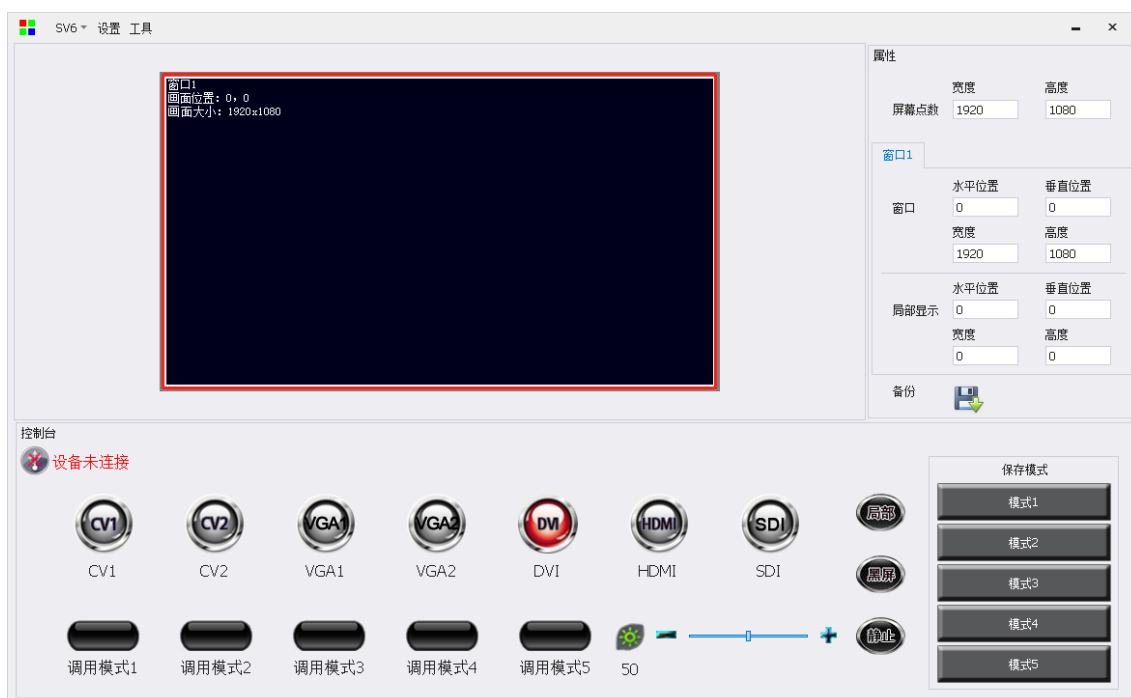 SV6 设置 工具
窗口1
画面位置: 0, 0
画面大小: 1920x1080
属性
宽度 高度
屏幕点数 1920 1080
窗口1
水平位置 垂直位置
窗口 0 0
宽度 高度
1920 1080
水平位置 垂直位置
局部显示 0 0
宽度 高度
0 0
备份
控制台
设备未连接
保存模式
CV1 CV2 VGA1 VGA2 DVI HDMI SDI 局部
模式1
模式2
CV1 CV2 VGA1 VGA2 DVI HDMI SDI 黑屏
模式3
模式4
静止
调用模式1 调用模式2 调用模式3 调用模式4 调用模式5 50
模式5